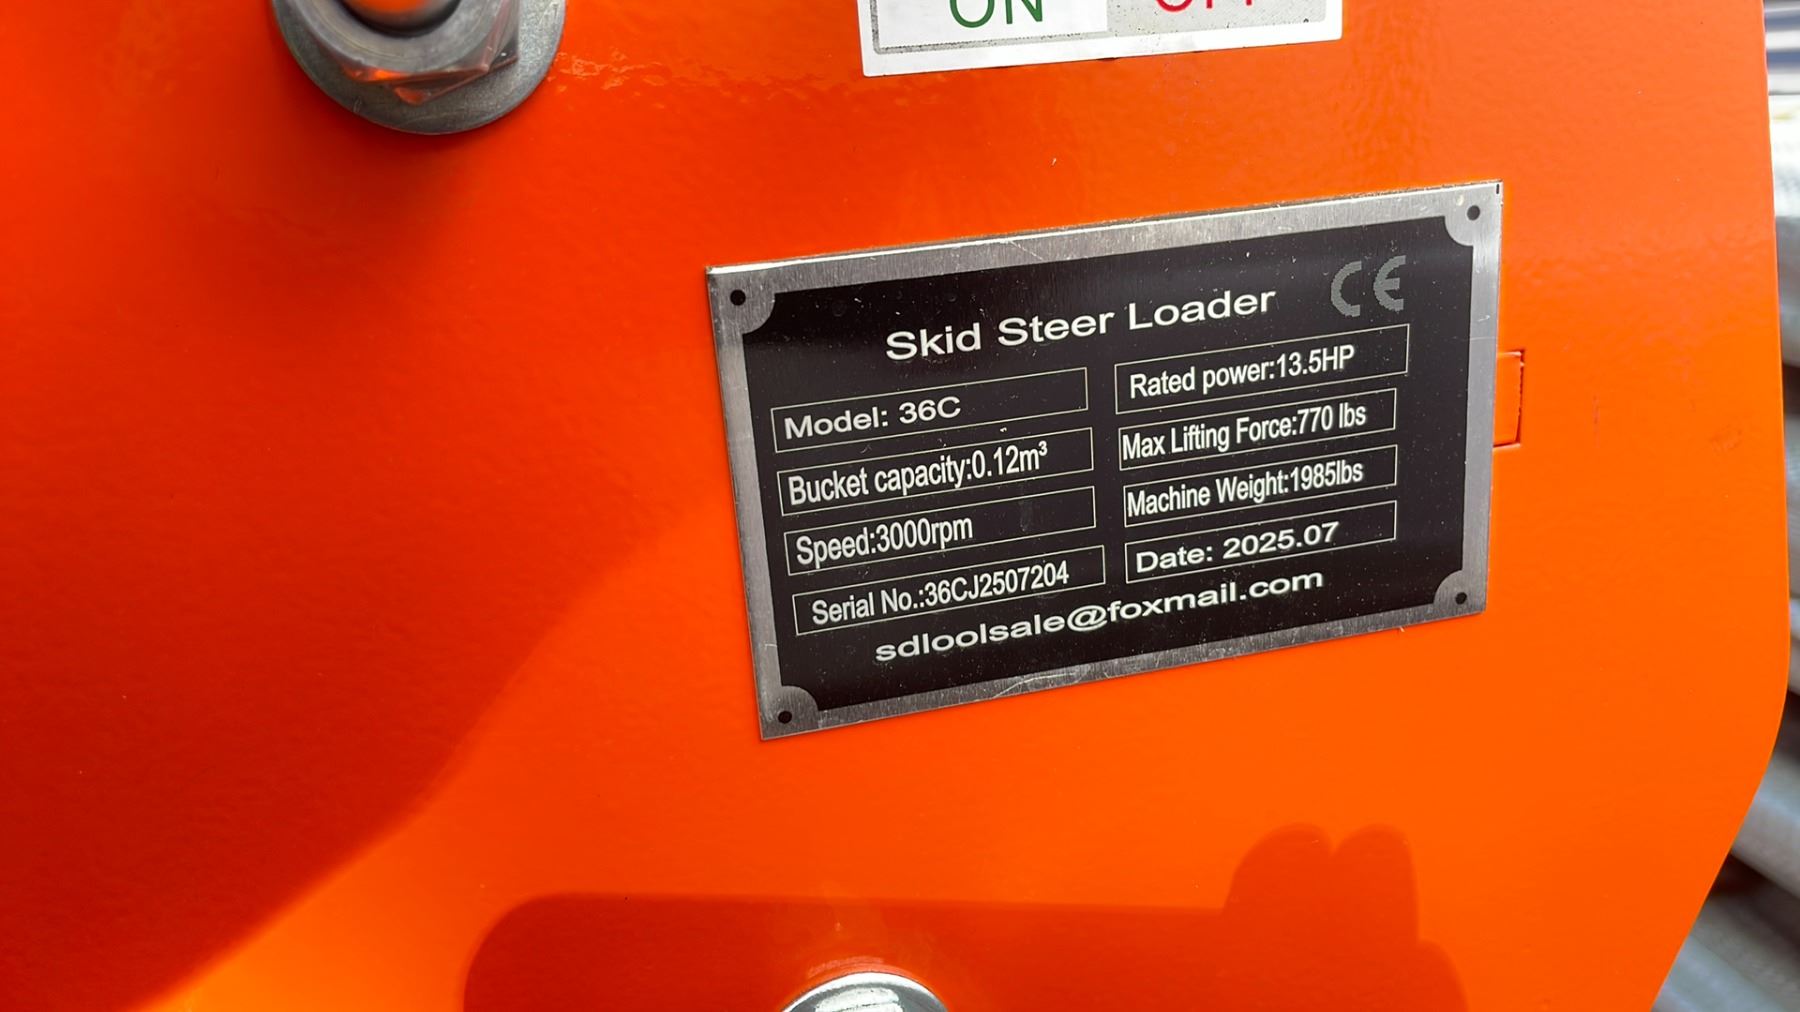 ON OFF
Skid Steer Loader CE
Model: 36C
Rated power:13.5HP
Bucket capacity:0.12m³
Max Lifting Force:770 lbs
Speed:3000rpm
Machine Weight:1985lbs
Serial No.:36CJ2507204
Date: 2025.07
sdloolsale@foxmail.com